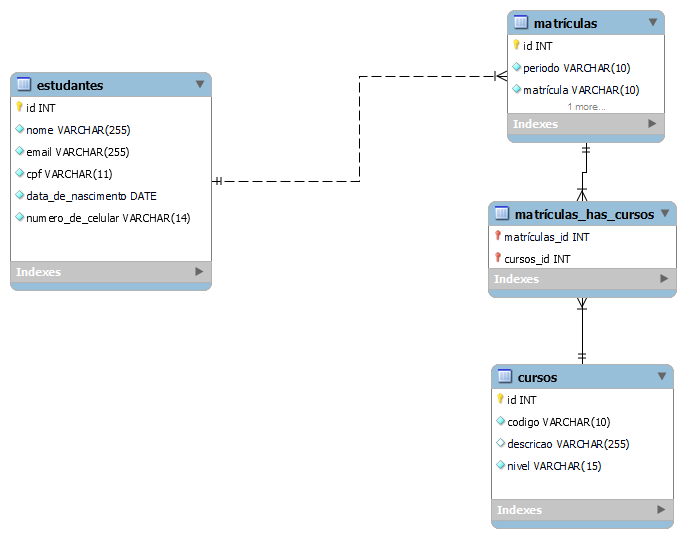 estudantes
id INT
nome VARCHAR(255)
email VARCHAR(255)
cpf VARCHAR(11)
data_de_nascimento DATE
numero_de_celular VARCHAR(14)
Indexes
matrículas
id INT
periodo VARCHAR(10)
matrícula VARCHAR(10)
1 more...
Indexes
matrículas_has_cursos
matrículas_id INT
cursos_id INT
Indexes
cursos
id INT
codigo VARCHAR(10)
descricao VARCHAR(255)
nivel VARCHAR(15)
Indexes